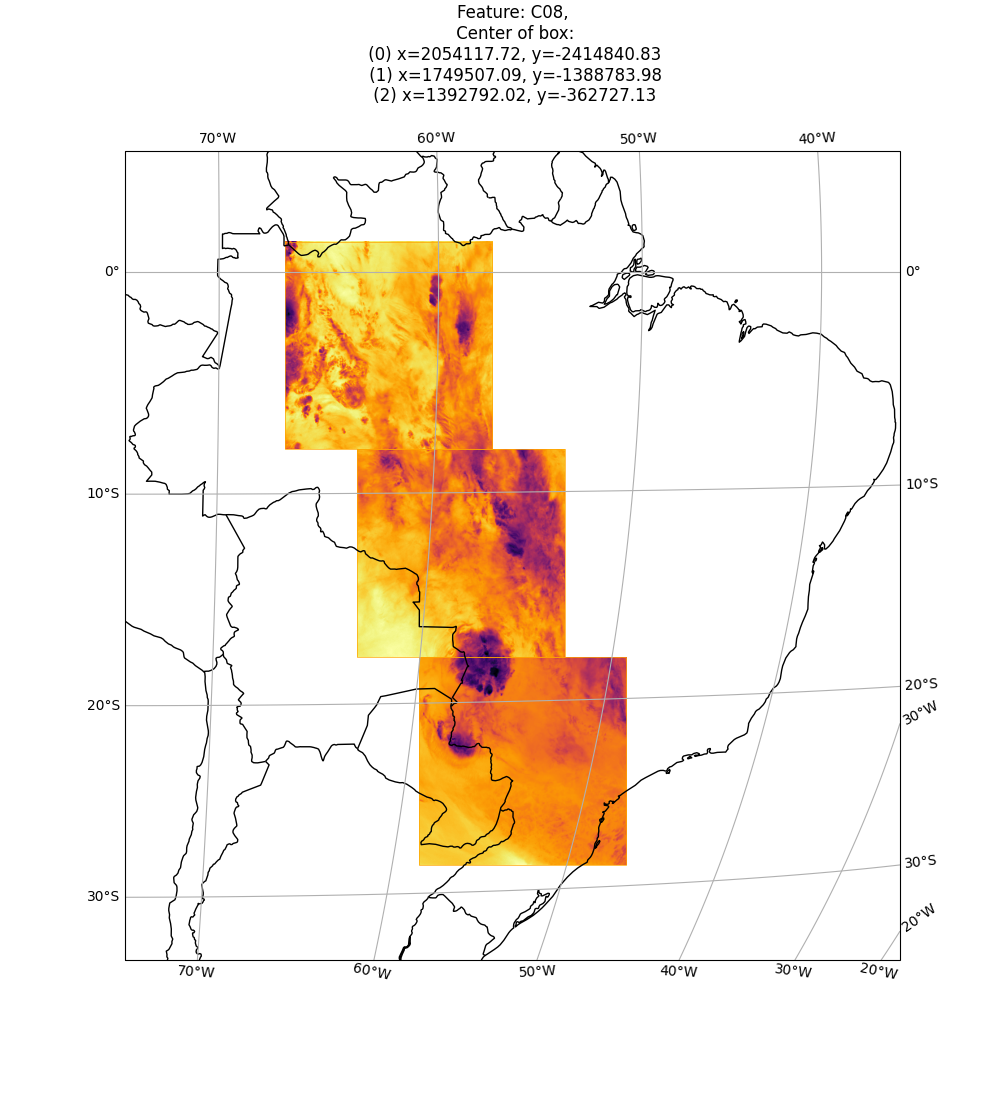 Feature: C08,
Center of box:
(0) x=2054117.72, y=-2414840.83
(1) x=1749507.09, y=-1388783.98
(2) x=1392792.02, y=-362727.13
70°W 60°W 50°W 40°W
0° 0°
10°S 10°S
20°S 20°S
30°W
30°S 30°S
20°W
70°W 60°W 50°W 40°W 30°W 20°W